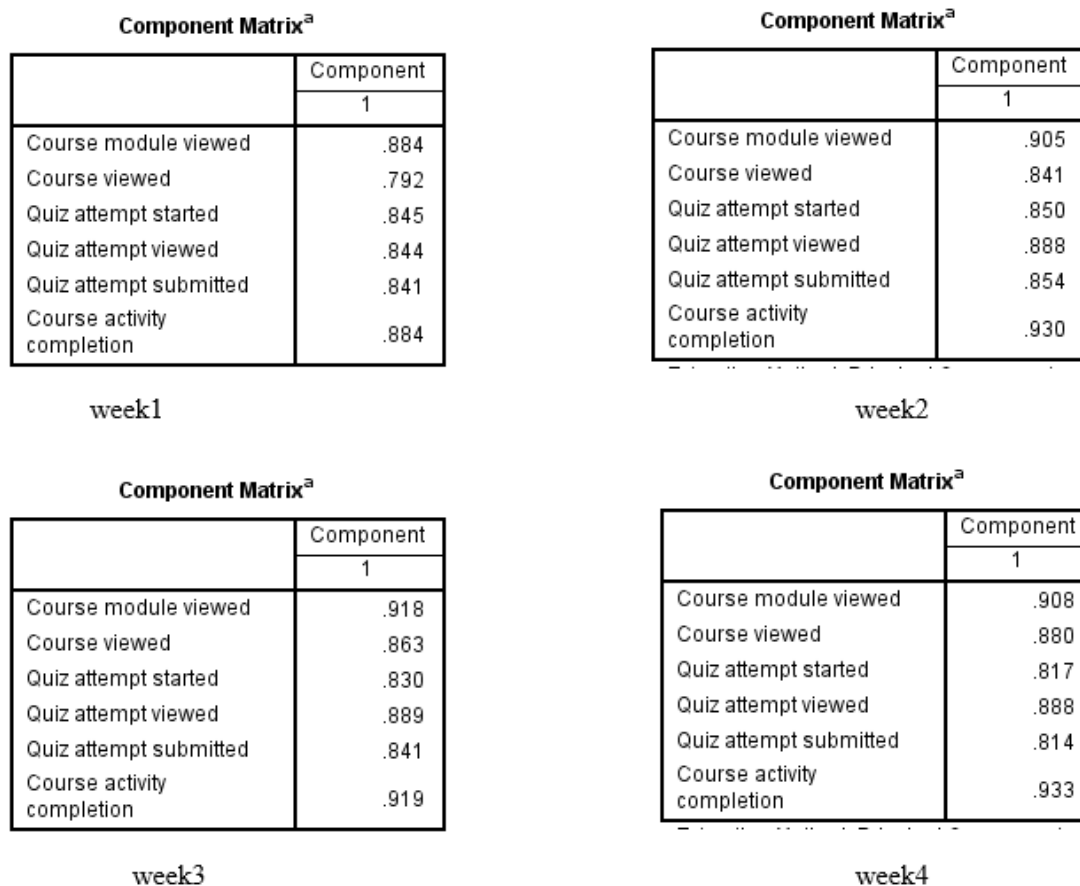 Component Matrixᵃ
Component
1
Course module viewed .884
Course viewed .792
Quiz attempt started .845
Quiz attempt viewed .844
Quiz attempt submitted .841
Course activity
completion .884
week1
Component Matrixᵃ
Component
1
Course module viewed .905
Course viewed .841
Quiz attempt started .850
Quiz attempt viewed .888
Quiz attempt submitted .854
Course activity
completion .930
week2
Component Matrixᵃ
Component
1
Course module viewed .918
Course viewed .863
Quiz attempt started .830
Quiz attempt viewed .889
Quiz attempt submitted .841
Course activity
completion .919
week3
Component Matrixᵃ
Component
1
Course module viewed .908
Course viewed .880
Quiz attempt started .817
Quiz attempt viewed .888
Quiz attempt submitted .814
Course activity
completion .933
week4